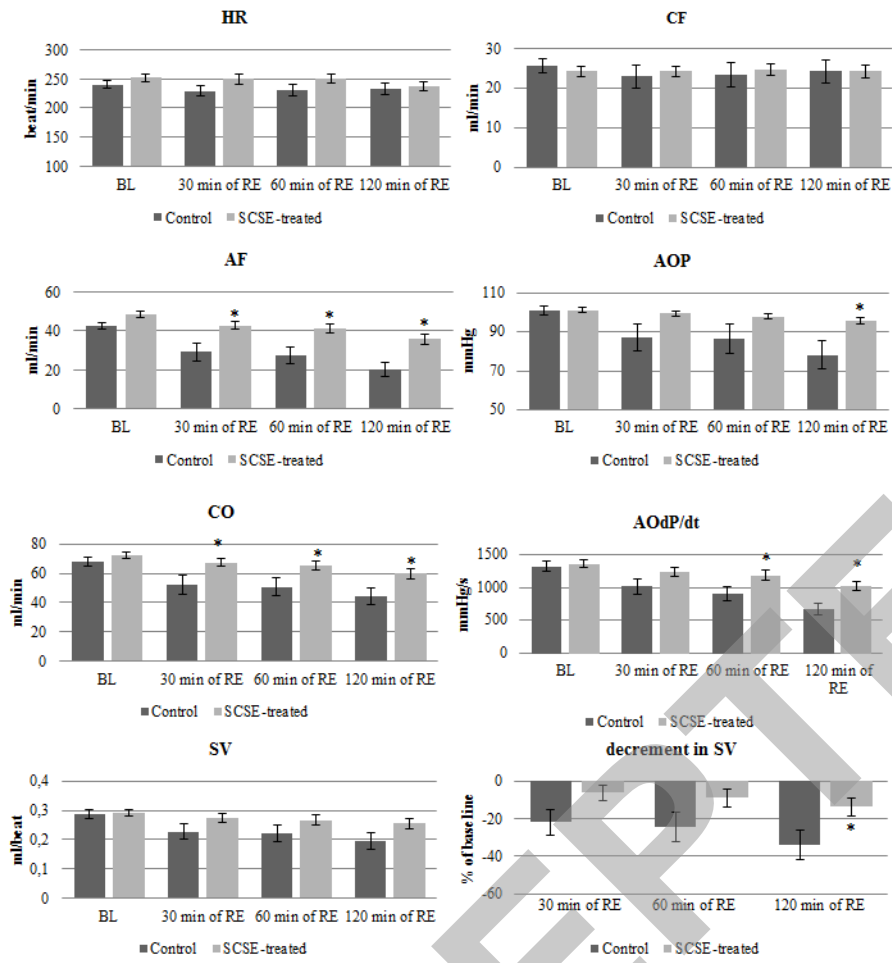 HR
300
250
200
150
100
beat/min
BL 30 min of RE 60 min of RE 120 min of RE
Control SCSE-treated
CF
30
20
10
0
ml/min
BL 30 min of RE 60 min of RE 120 min of RE
Control SCSE-treated
AF
60
40
20
0
ml/min
* * *
BL 30 min of RE 60 min of RE 120 min of RE
Control SCSE-treated
AOP
110
90
70
50
mmHg
*
BL 30 min of RE 60 min of RE 120 min of RE
Control SCSE-treated
CO
80
60
40
20
0
ml/min
* * *
BL 30 min of RE 60 min of RE 120 min of RE
Control SCSE-treated
AOdP/dt
1500
1000
500
0
mmHg/s
* *
BL 30 min of RE 60 min of RE 120 min of
RE
Control SCSE-treated
SV
0,4
0,3
0,2
0,1
0
ml/beat
BL 30 min of RE 60 min of RE 120 min of RE
Control SCSE-treated
decrement in SV
0
-20
-40
-60
% of base line
*
30 min of RE 60 min of RE 120 min of RE
Control SCSE-treated